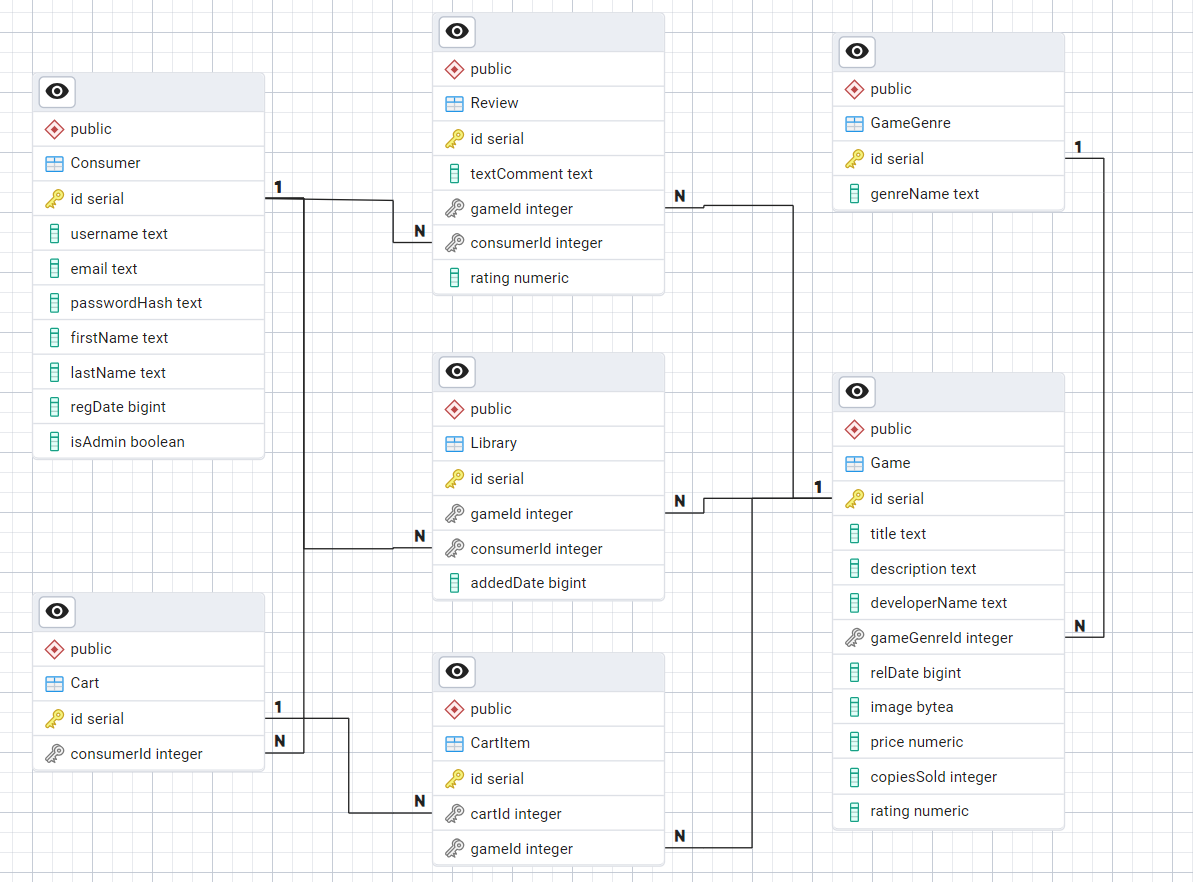 public
Consumer
id serial
username text
email text
passwordHash text
firstName text
lastName text
regDate bigint
isAdmin boolean
1
public
Cart
id serial
consumerId integer
1
N
public
Review
id serial
textComment text
gameId integer
consumerId integer
rating numeric
N
N
public
Library
id serial
gameId integer
consumerId integer
addedDate bigint
N
N
public
CartItem
id serial
cartId integer
gameId integer
N
N
public
GameGenre
id serial
genreName text
1
public
Game
id serial
title text
description text
developerName text
gameGenreId integer
relDate bigint
image bytea
price numeric
copiesSold integer
rating numeric
1
N